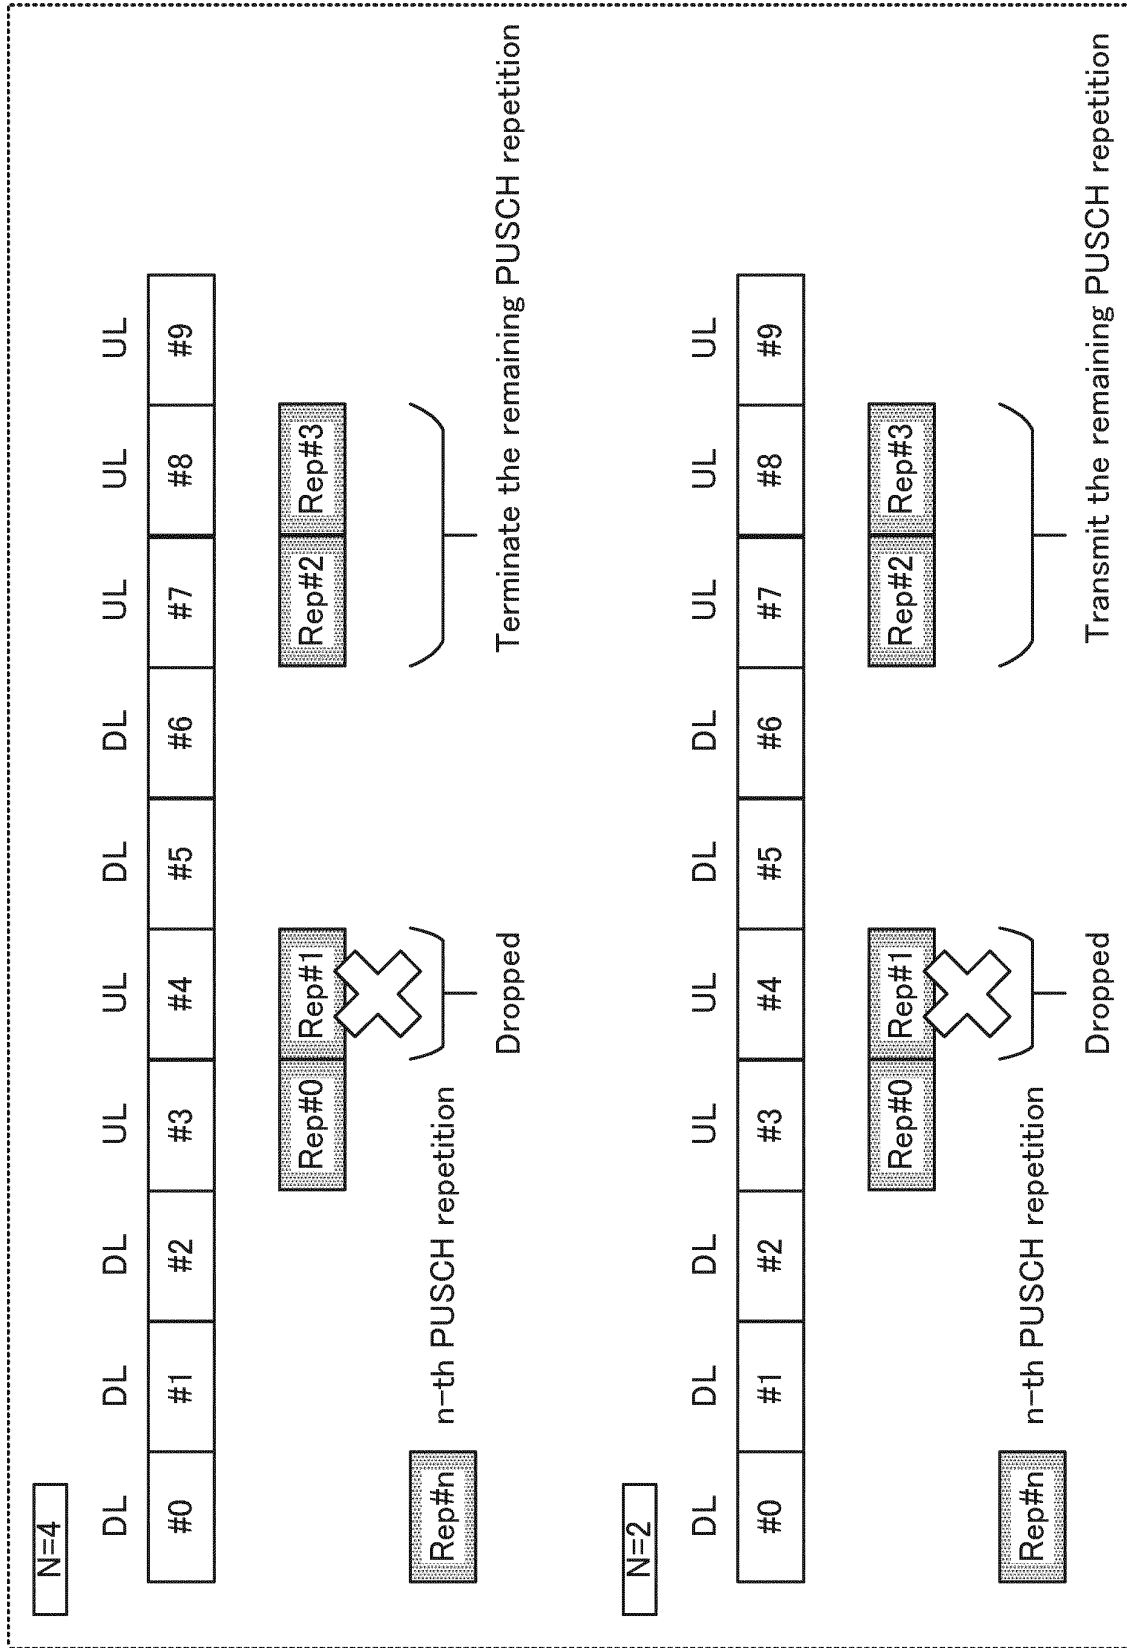 N=4
DL DL DL UL UL DL DL UL UL UL
#0 #1 #2 #3 #4 #5 #6 #7 #8 #9
Rep#0 Rep#1 Rep#2 Rep#3
Rep#n n-th PUSCH repetition
Dropped
Terminate the remaining PUSCH repetition
N=2
DL DL DL UL UL DL DL UL UL UL
#0 #1 #2 #3 #4 #5 #6 #7 #8 #9
Rep#0 Rep#1 Rep#2 Rep#3
Rep#n n-th PUSCH repetition
Dropped
Transmit the remaining PUSCH repetition